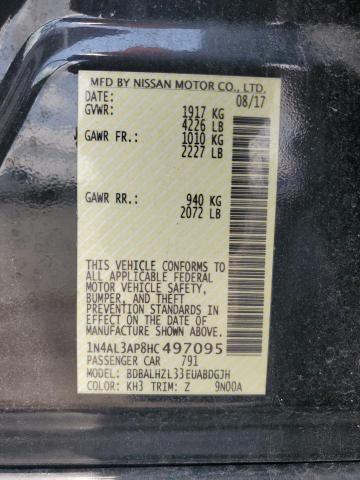 MFD BY NISSAN MOTOR CO., LTD.
DATE: 08/17
GVWR: 1917 KG
4226 LB
GAWR FR: 1010 KG
2227 LB
GAWR RR: 940 KG
2072 LB
THIS VEHICLE CONFORMS TO
ALL APPLICABLE FEDERAL
MOTOR VEHICLE SAFETY,
BUMPER, AND THEFT
PREVENTION STANDARDS IN
EFFECT ON THE DATE OF
MANUFACTURE SHOWN ABOVE.
1N4AL3AP8HC497095
PASSENGER CAR 791
MODEL: BDBALHZL33EUABDGJH
COLOR: KH3 TRIM: Z 9N00A